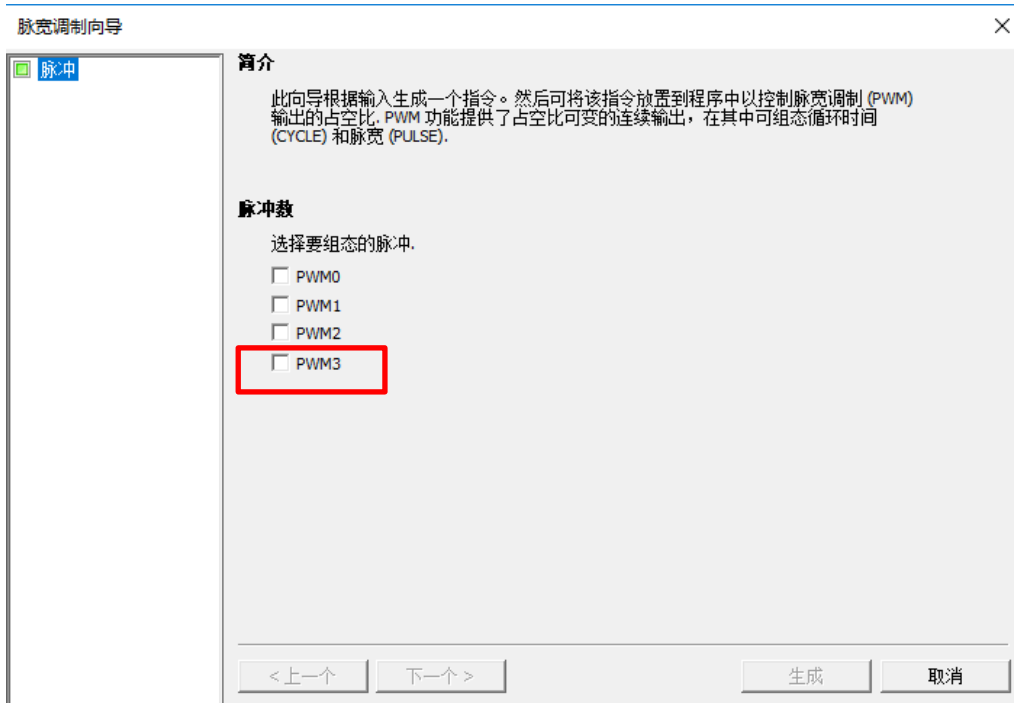 脉宽调制向导
脉冲
简介
此向导根据输入生成一个指令。然后可将该指令放置到程序中以控制脉宽调制 (PWM)
输出的占空比. PWM 功能提供了占空比可变的连续输出，在其中可组态循环时间
(CYCLE) 和脉宽 (PULSE).
脉冲数
选择要组态的脉冲.
PWM0
PWM1
PWM2
PWM3
<上一个
下一个>
生成
取消